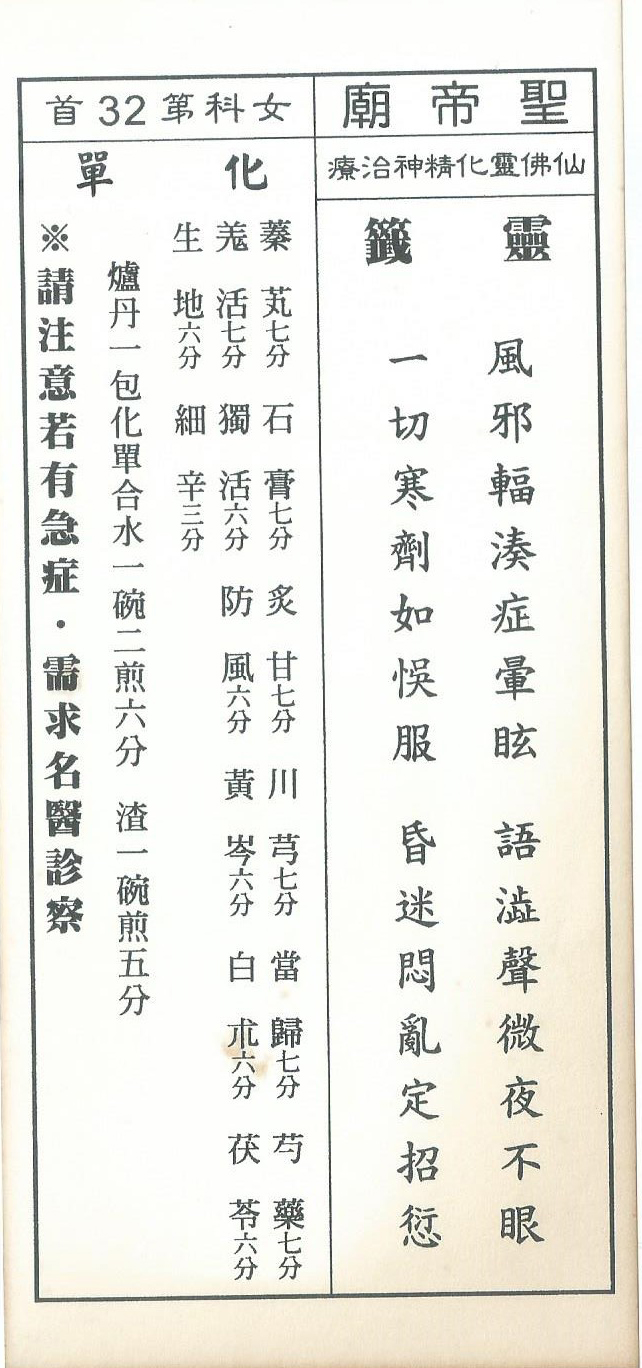 聖帝廟
仙佛靈化精神治療
靈籤
風邪輻湊症暈眩 語澁聲微夜不眼
一切寒劑如悞服 昏迷悶亂定招愆
女科第32首
化單
蓁芃七分 石膏七分 炙甘七分 川芎七分 當歸七分 芍藥七分
羗活七分 獨活六分 防風六分 黃岑六分 白朮六分 茯苓六分
生地六分 細辛三分
爐丹一包化單合水一碗二煎六分 渣一碗煎五分
※請注意若有急症・需求名醫診察